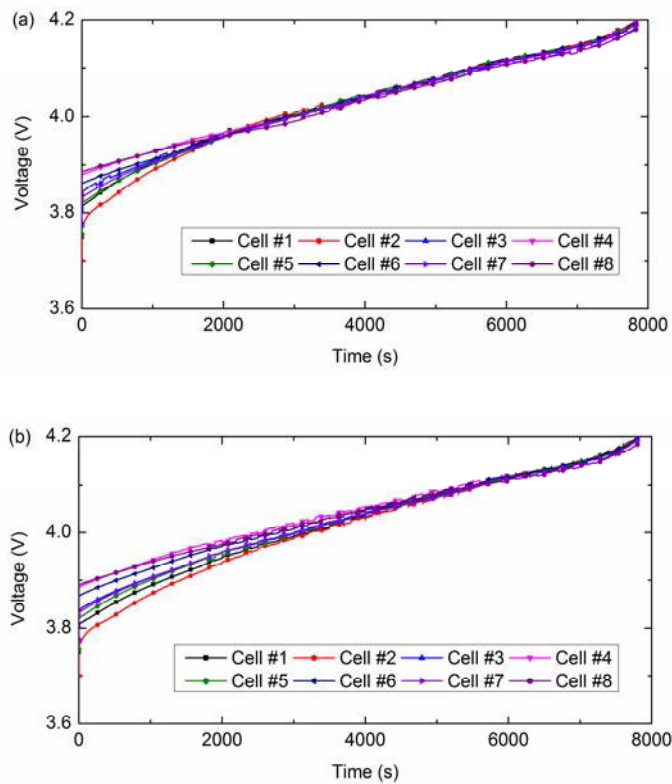 (a)
4.2
4.0
3.8
3.6
Voltage (V)
Cell #1 Cell #2 Cell #3 Cell #4
Cell #5 Cell #6 Cell #7 Cell #8
0 2000 4000 6000 8000
Time (s)
(b)
4.2
4.0
3.8
3.6
Voltage (V)
Cell #1 Cell #2 Cell #3 Cell #4
Cell #5 Cell #6 Cell #7 Cell #8
0 2000 4000 6000 8000
Time (s)